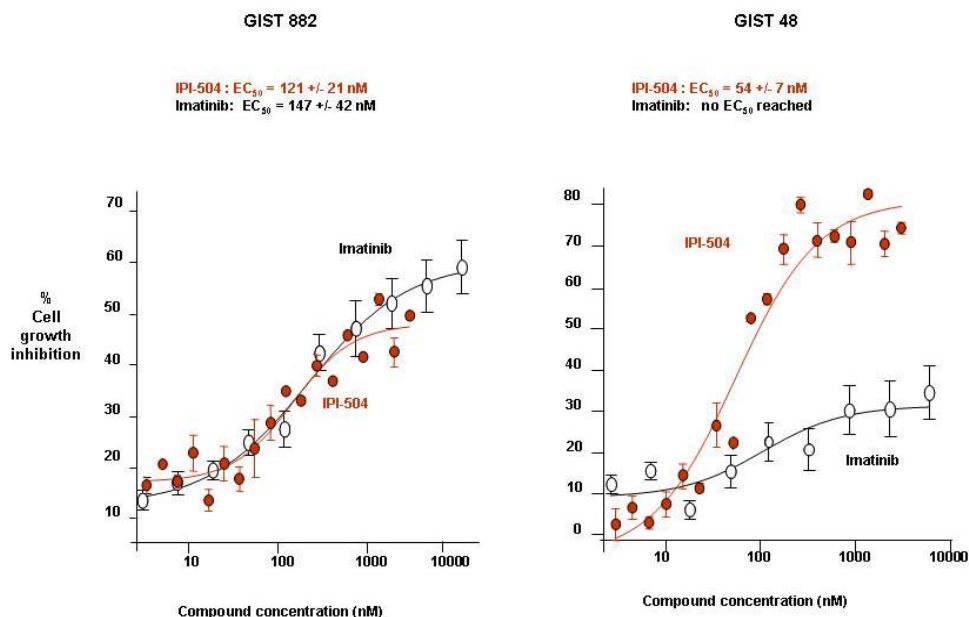 GIST 882
IPI-504 : EC50 = 121 +/- 21 nM
Imatinib: EC50 = 147 +/- 42 nM
70
60
50
40
30
20
10
%
Cell
growth
inhibition
Imatinib
IPI-504
10
100
1000
10000
Compound concentration (nM)
GIST 48
IPI-504 : EC50 = 54 +/- 7 nM
Imatinib: no EC50 reached
80
70
60
50
40
30
20
10
0
IPI-504
Imatinib
10
100
1000
10000
Compound concentration (nM)